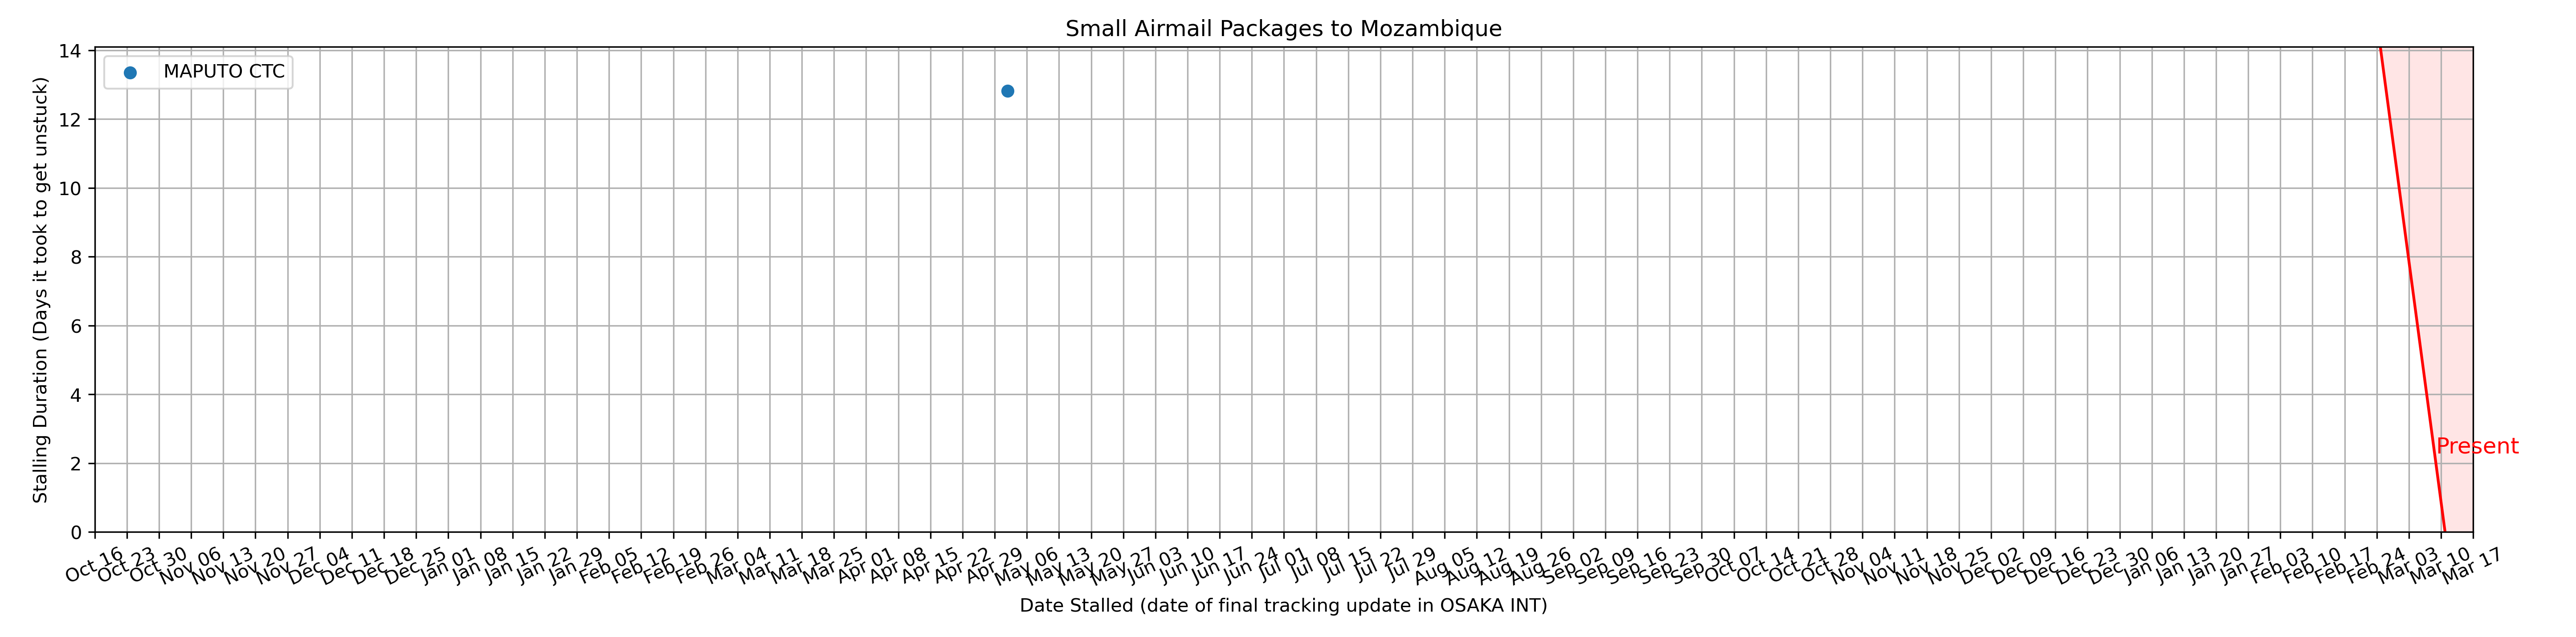 Small Airmail Packages to Mozambique
MAPUTO CTC
Stalling Duration (Days it took to get unstuck)
14
12
10
8
6
4
2
0
Present
Oct 16 Oct 23 Oct 30 Nov 06 Nov 13 Nov 20 Nov 27 Dec 04 Dec 11 Dec 18 Dec 25 Jan 01 Jan 08 Jan 15 Jan 22 Jan 29 Feb 05 Feb 12 Feb 19 Feb 26 Mar 04 Mar 11 Mar 18 Mar 25 Apr 01 Apr 08 Apr 15 Apr 22 Apr 29 May 06 May 13 May 20 May 27 Jun 03 Jun 10 Jun 17 Jun 24 Jul 01 Jul 08 Jul 15 Jul 22 Jul 29 Aug 05 Aug 12 Aug 19 Aug 26 Sep 02 Sep 09 Sep 16 Sep 23 Sep 30 Oct 07 Oct 14 Oct 21 Oct 28 Nov 04 Nov 11 Nov 18 Nov 25 Dec 02 Dec 09 Dec 16 Dec 23 Dec 30 Jan 06 Jan 13 Jan 20 Jan 27 Feb 03 Feb 10 Feb 17 Feb 24 Mar 03 Mar 10 Mar 17
Date Stalled (date of final tracking update in OSAKA INT)